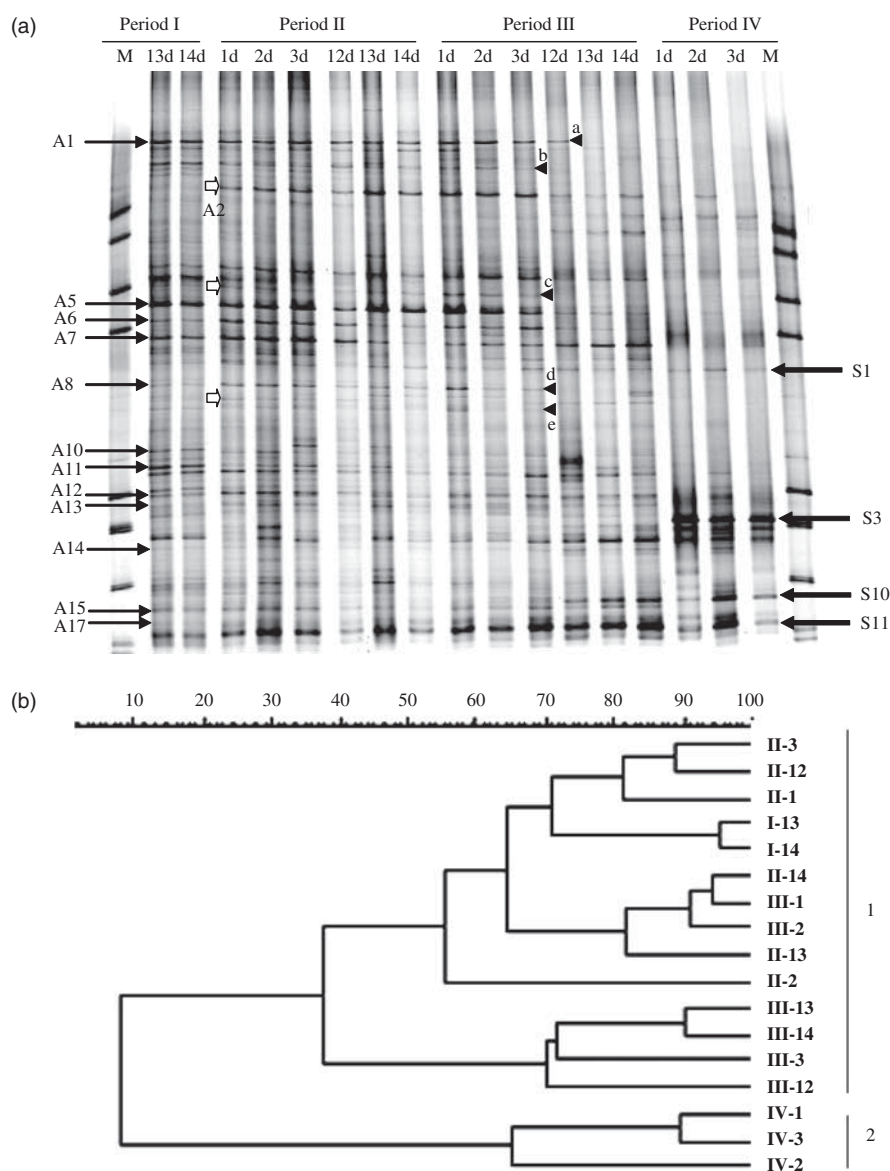 (a)
Period I Period II Period III Period IV
M 13d 14d 1d 2d 3d 12d 13d 14d 1d 2d 3d 12d 13d 14d 1d 2d 3d M
A1
a
b
A2
c
A5
A6
A7
S1
A8
d
e
A10
A11
A12
A13
S3
A14
S10
A15
A17
S11
(b)
10 20 30 40 50 60 70 80 90 100
II-3
II-12
II-1
I-13
I-14
II-14
III-1
1
III-2
II-13
II-2
III-13
III-14
III-3
III-12
IV-1
2
IV-3
IV-2